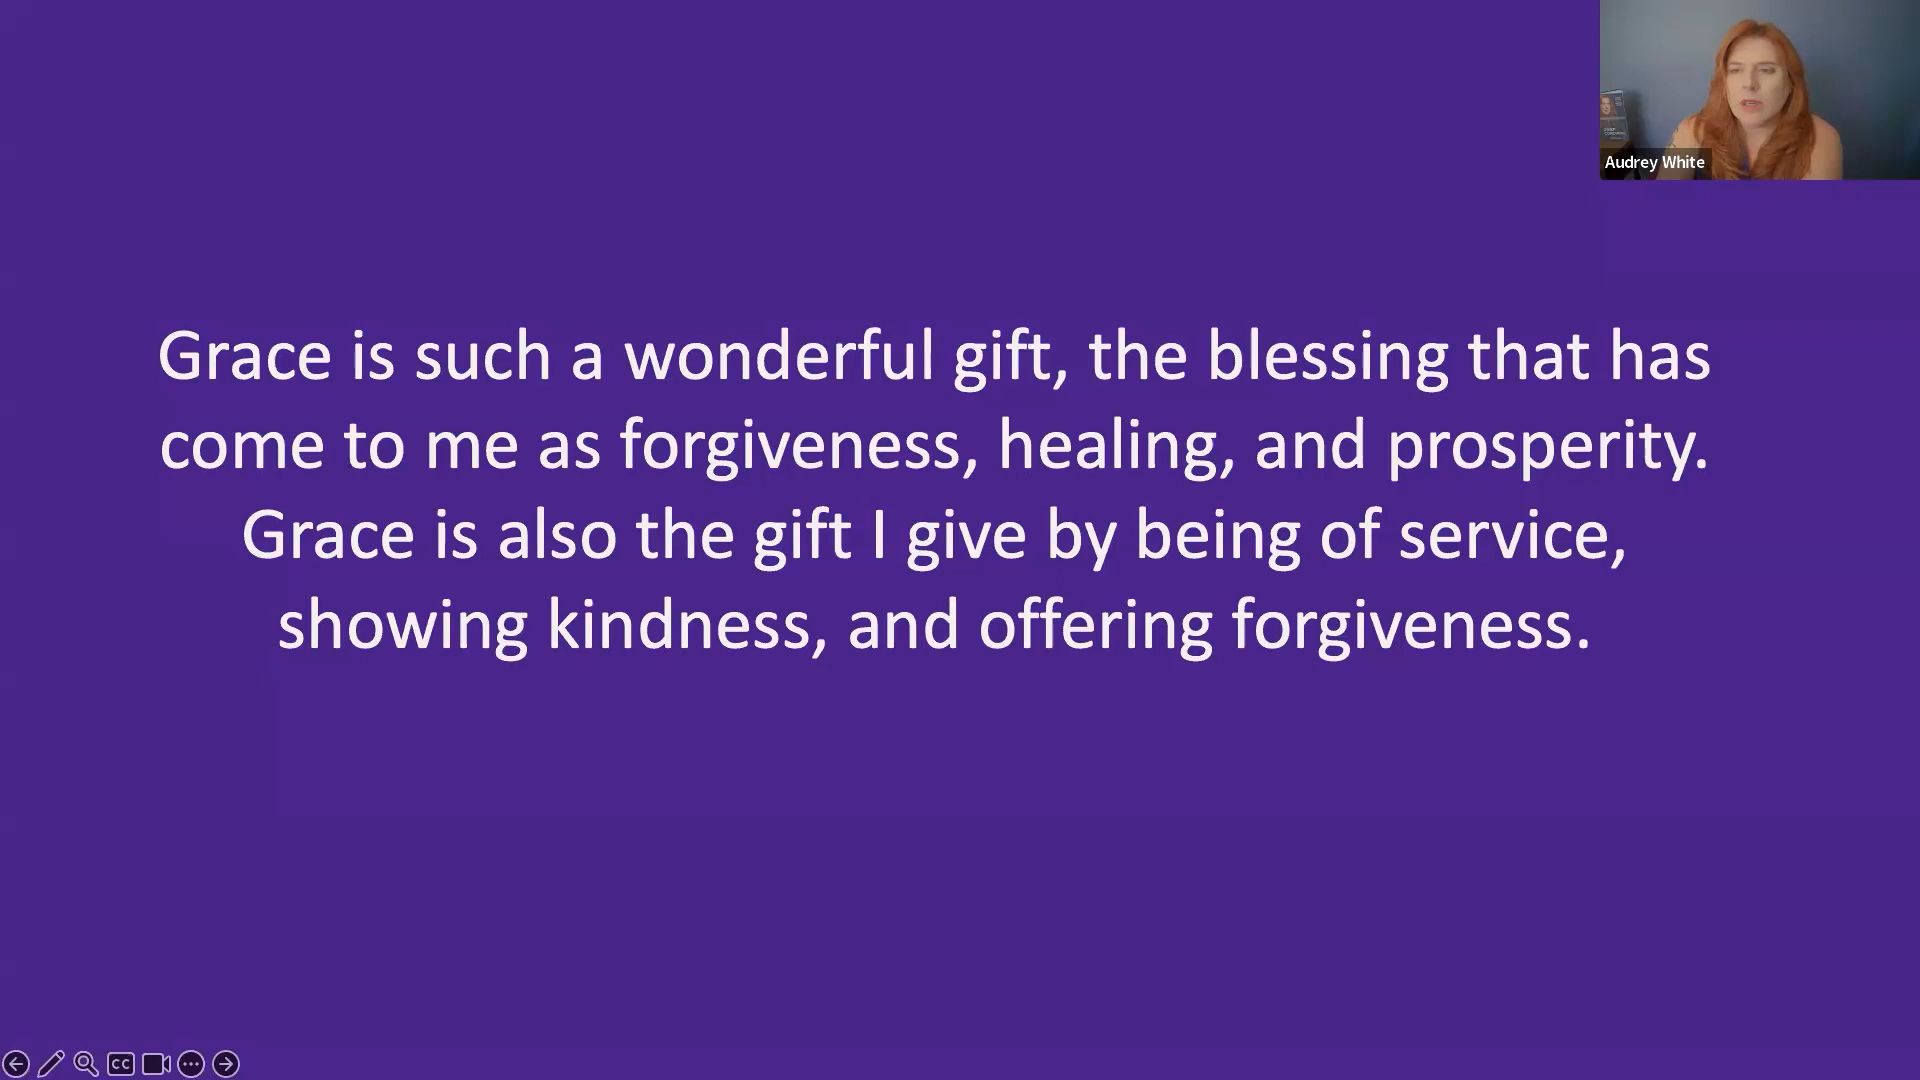 Audrey White
Grace is such a wonderful gift, the blessing that has
come to me as forgiveness, healing, and prosperity.
Grace is also the gift I give by being of service,
showing kindness, and offering forgiveness.
CC